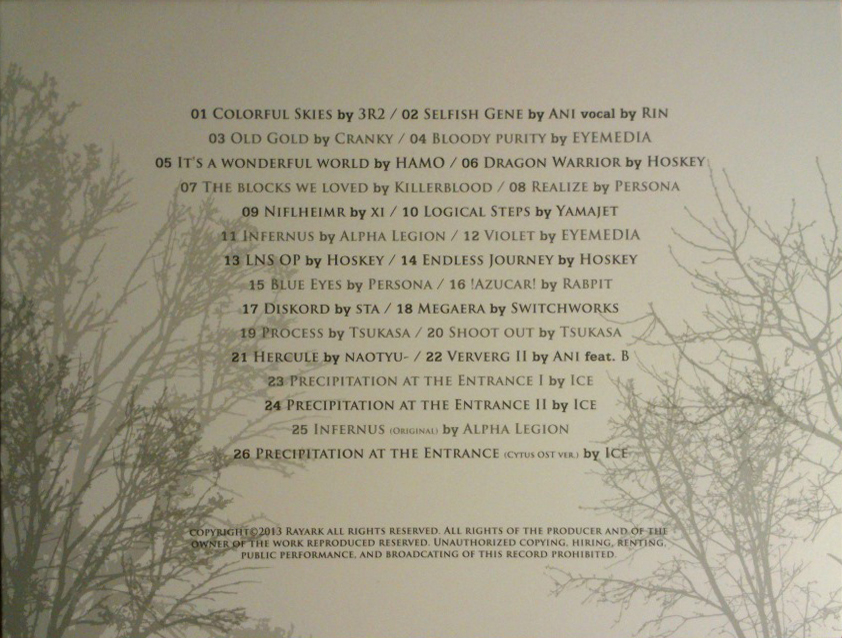 01 Colorful Skies by 3R2 / 02 Selfish Gene by Ani vocal by Rin
03 Old Gold by Cranky / 04 Bloody purity by EYEMEDIA
05 It's a wonderful world by HAMO / 06 Dragon Warrior by Hoskey
07 The blocks we loved by Killerblood / 08 Realize by Persona
09 Niflheimr by xi / 10 Logical Steps by Yamajet
11 Infernus by Alpha Legion / 12 Violet by EYEMEDIA
13 LNS OP by Hoskey / 14 Endless Journey by Hoskey
15 Blue Eyes by Persona / 16 !Azucar! by Rabpit
17 Diskord by sta / 18 Megaera by Switchworks
19 Process by Tsukasa / 20 Shoot out by Tsukasa
21 Hercule by naotyu- / 22 Ververg II by Ani feat. B
23 Precipitation at the Entrance I by Ice
24 Precipitation at the Entrance II by Ice
25 Infernus (Original) by Alpha Legion
26 Precipitation at the Entrance (Cytus OST ver.) by Ice
copyright©2013 Rayark all rights reserved. All rights of the producer and of the
owner of the work reproduced reserved. Unauthorized copying, hiring, renting,
public performance, and broadcating of this record prohibited.